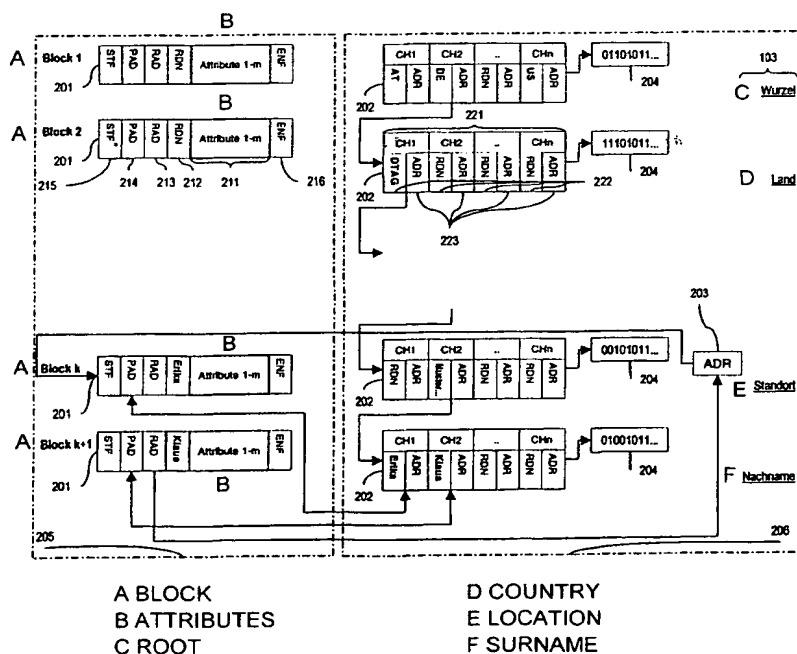 B
A Block 1 STF PAD RAD RDN Attribute 1-m ENF
201
B
A Block 2 STF PAD RAD RDN Attribute 1-m ENF
201
215 214 213 212 211 216
B
A Block k STF PAD RAD Erika Attribute 1-m ENF
201
A Block k+1 STF PAD RAD Klaus Attribute 1-m ENF
201
B
205
CH1 CH2 .. CHn
AT ADR DE ADR RDN ADR US ADR
01101011...
202
204
103
C Wurzel
221
CH1 CH2 .. CHn
DTAG ADR RDN ADR RDN ADR RDN ADR
11101011...
202
204
222
223
D Land
203
ADR
CH1 CH2 .. CHn
RDN ADR Muster... ADR RDN ADR RDN ADR
00101011...
202
204
E Standort
CH1 CH2 .. CHn
Erika ADR Klaus ADR RDN ADR RDN ADR
01001011...
202
204
F Nachname
206
A BLOCK
B ATTRIBUTES
C ROOT
D COUNTRY
E LOCATION
F SURNAME